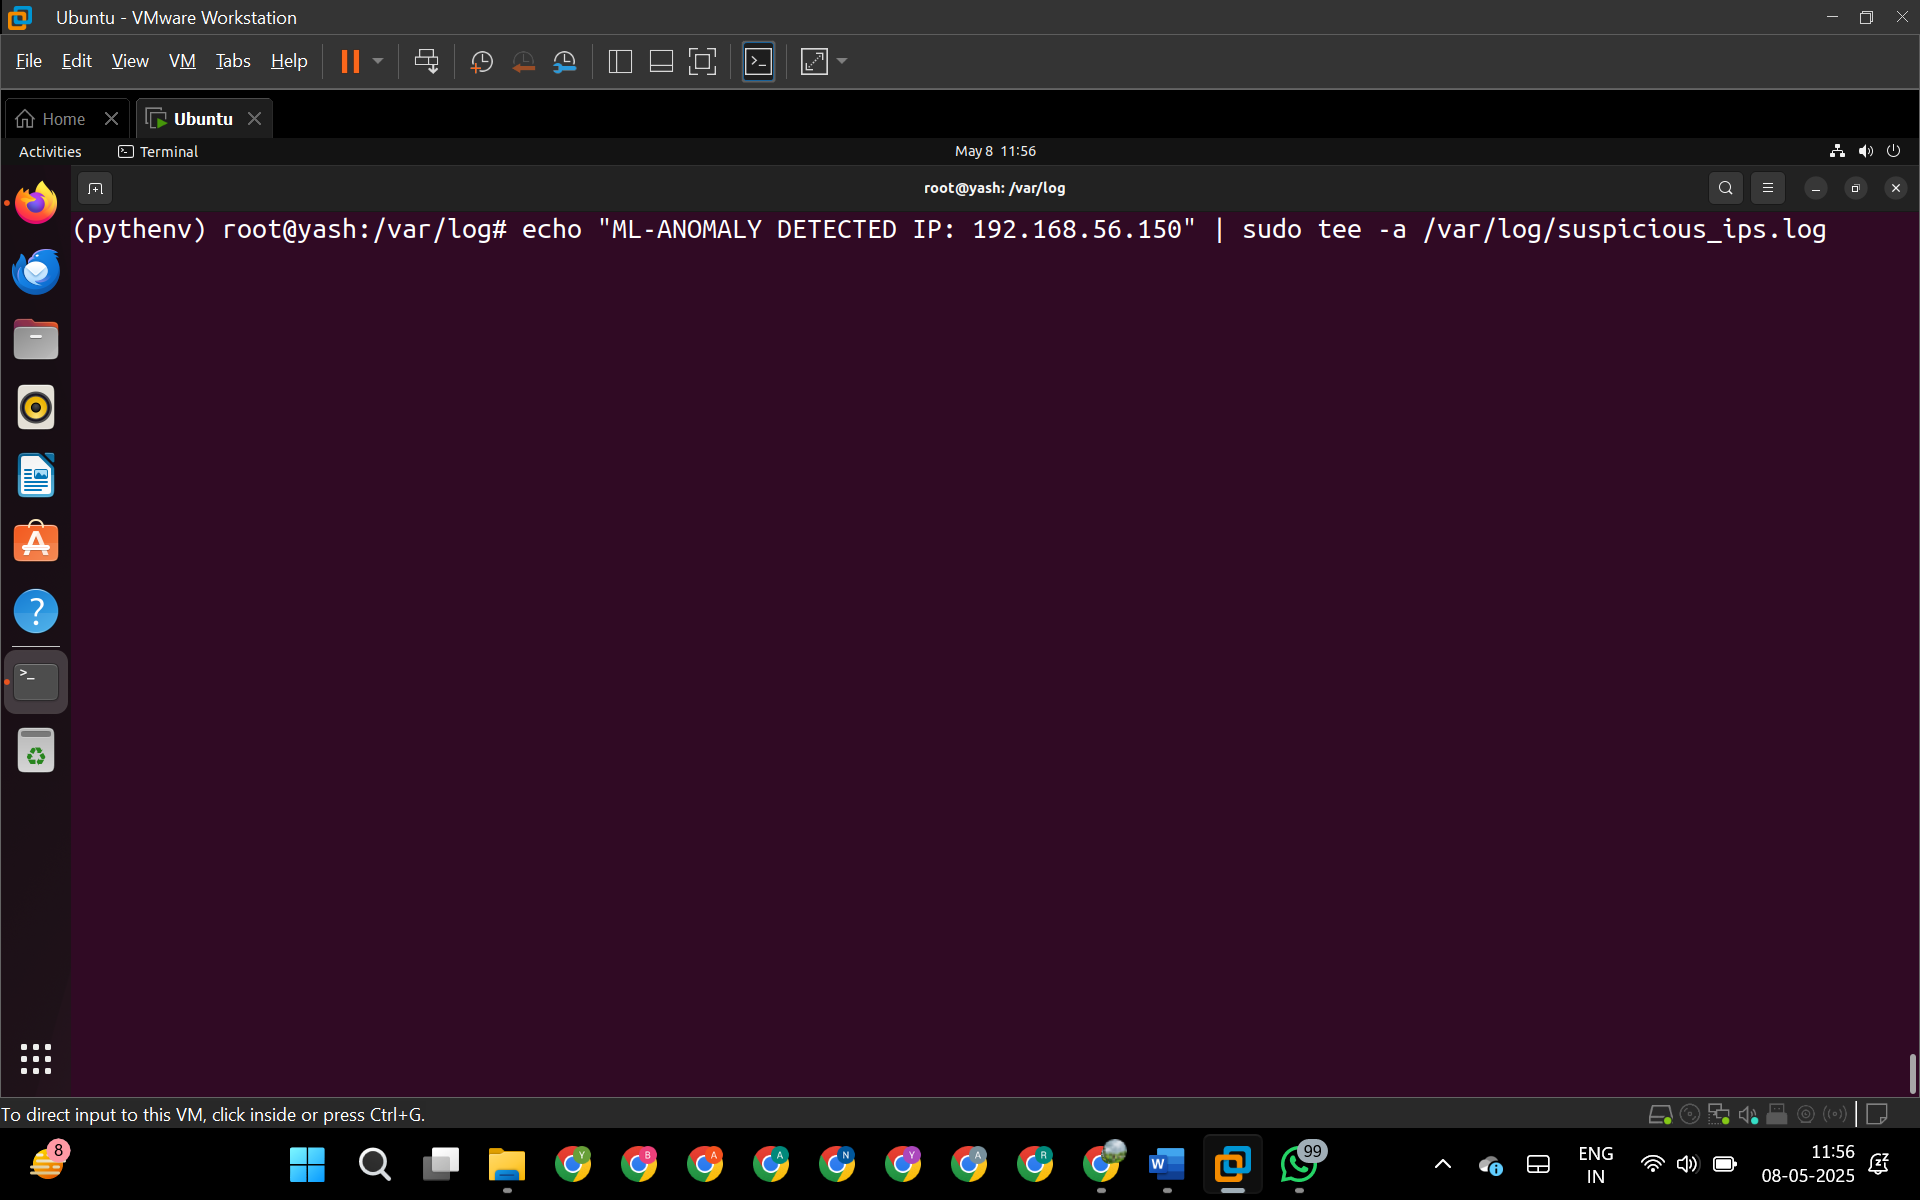 Ubuntu - VMware Workstation
File Edit View VM Tabs Help
Home
Ubuntu
Activities
Terminal
May 8 11:56
root@yash: /var/log
(pythenv) root@yash:/var/log# echo "ML-ANOMALY DETECTED IP: 192.168.56.150" | sudo tee -a /var/log/suspicious_ips.log
To direct input to this VM, click inside or press Ctrl+G.
8
Y
B
A
A
N
Y
A
R
W
99
ENG
IN
11:56
08-05-2025